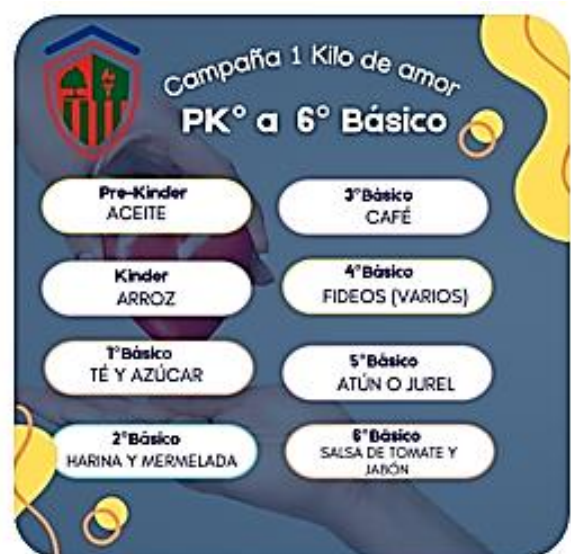 Campaña 1 Kilo de amor
PK° a 6° Básico
Pre-Kinder
ACEITE
Kinder
ARROZ
1°Básico
TÉ Y AZÚCAR
2°Básico
HARINA Y MERMELADA
3°Básico
CAFÉ
4°Básico
FIDEOS (VARIOS)
5°Básico
ATÚN O JUREL
6°Básico
SALSA DE TOMATE Y
JABÓN